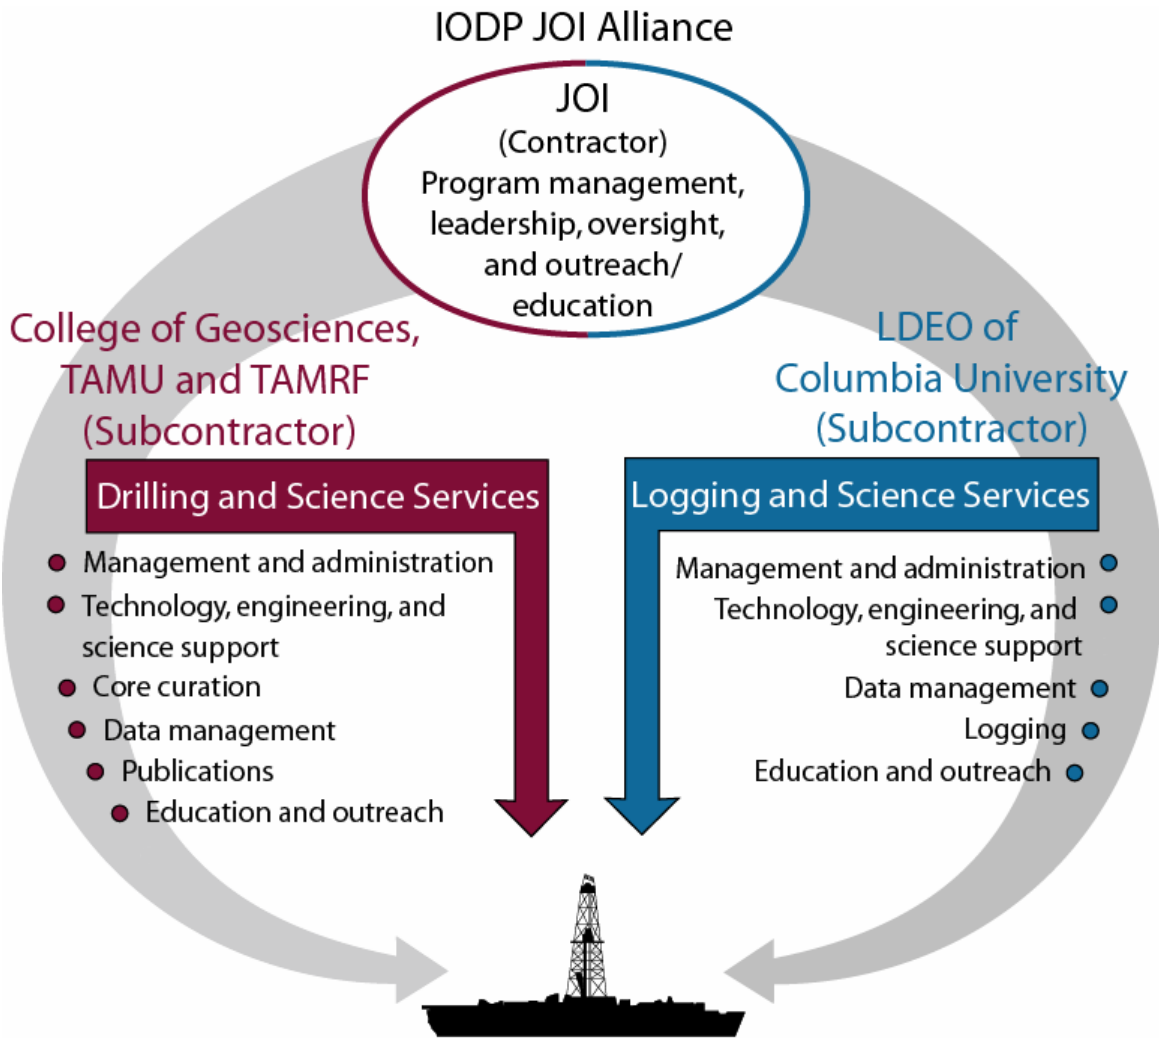 IODP JOI Alliance
JOI
(Contractor)
Program management,
leadership, oversight,
and outreach/
education
College of Geosciences,
TAMU and TAMRF
(Subcontractor)
Drilling and Science Services
Management and administration
Technology, engineering, and
science support
Core curation
Data management
Publications
Education and outreach
LDEO of
Columbia University
(Subcontractor)
Logging and Science Services
Management and administration
Technology, engineering, and
science support
Data management
Logging
Education and outreach